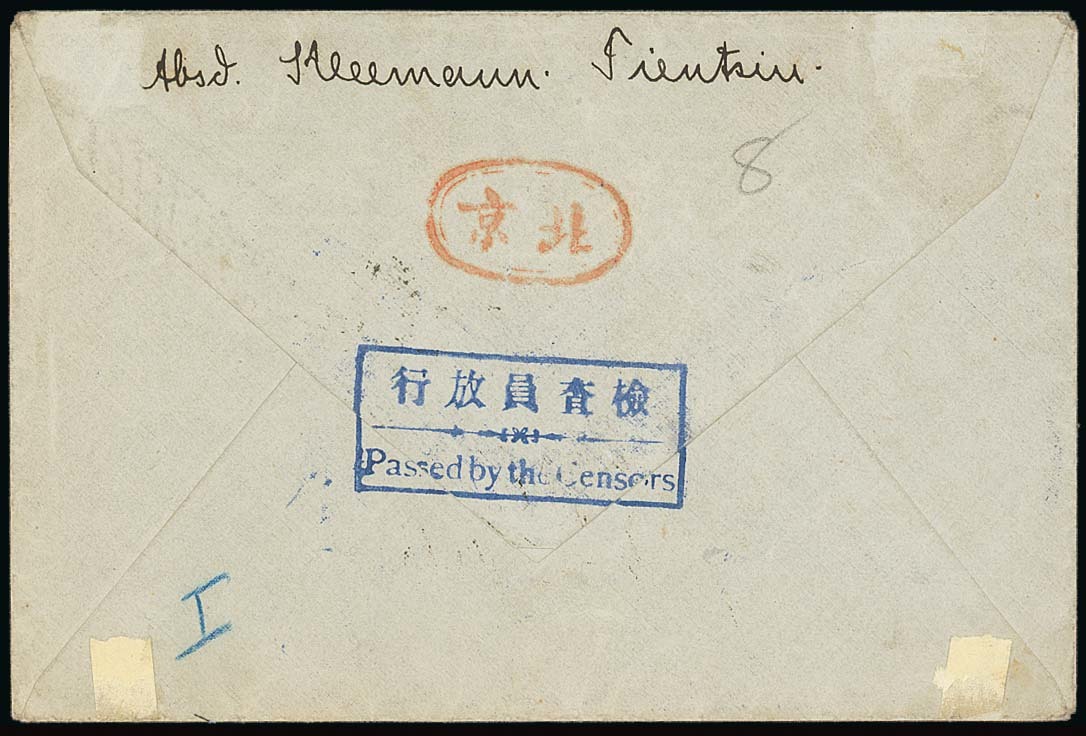 Absd. Kleemann. Tientsin.
8
北京
檢查員放行
Passed by the Censors
I